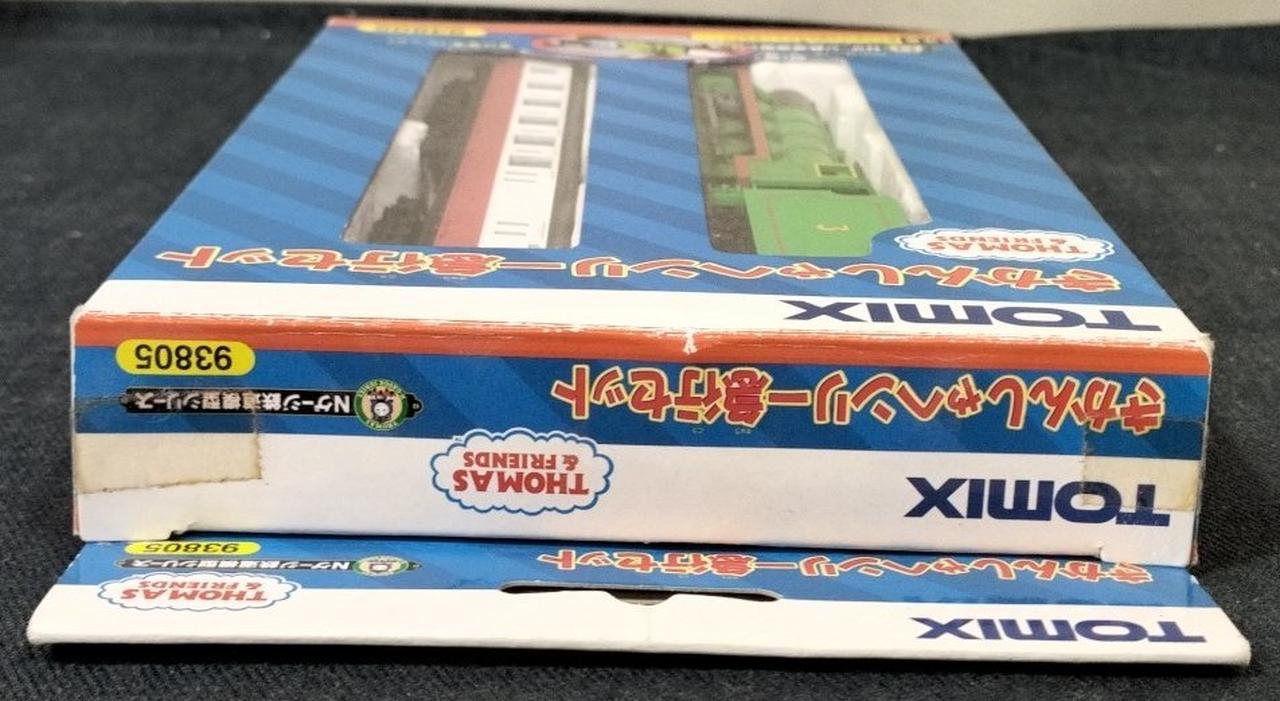 THOMAS
& FRIENDS
きかんしゃヘンリー急行セット
TOMIX
93805
Nゲージ鉄道模型シリーズ
きかんしゃヘンリー急行セット
THOMAS
& FRIENDS
TOMIX
93805
Nゲージ鉄道模型シリーズ
きかんしゃヘンリー急行セット
THOMAS
& FRIENDS
TOMIX
3